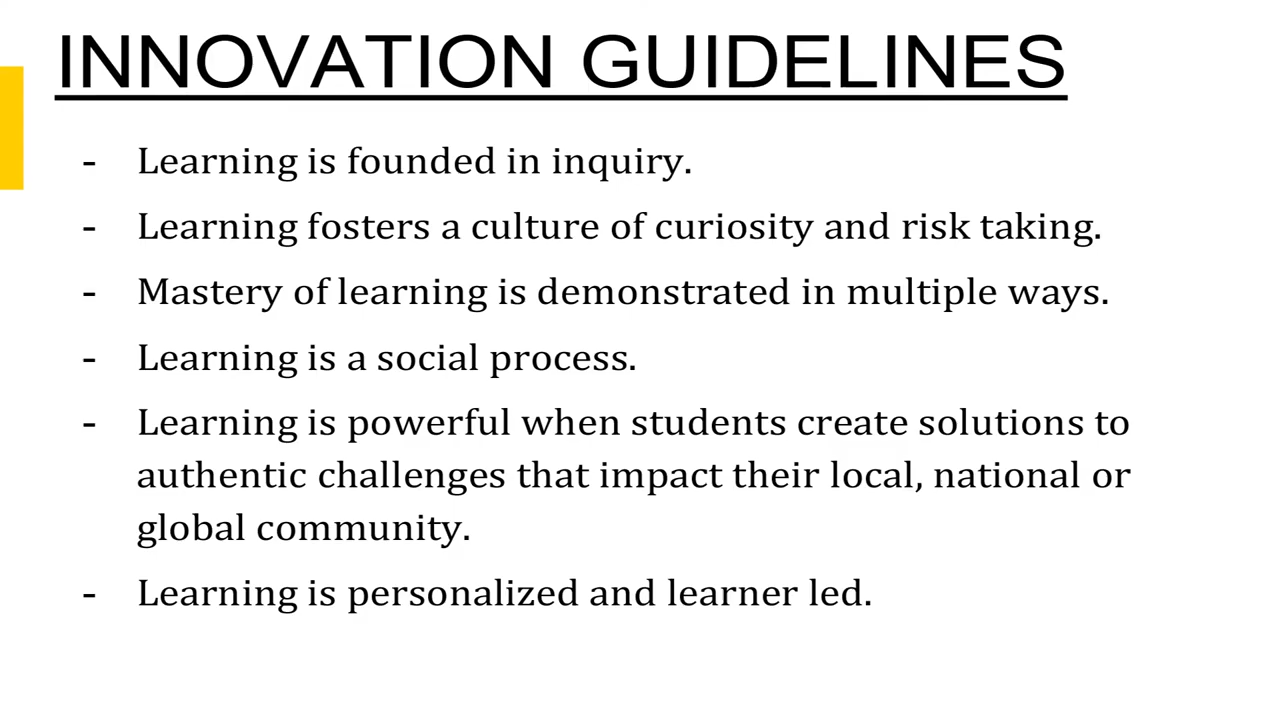 INNOVATION GUIDELINES
- Learning is founded in inquiry.
- Learning fosters a culture of curiosity and risk taking.
- Mastery of learning is demonstrated in multiple ways.
- Learning is a social process.
- Learning is powerful when students create solutions to
authentic challenges that impact their local, national or
global community.
- Learning is personalized and learner led.